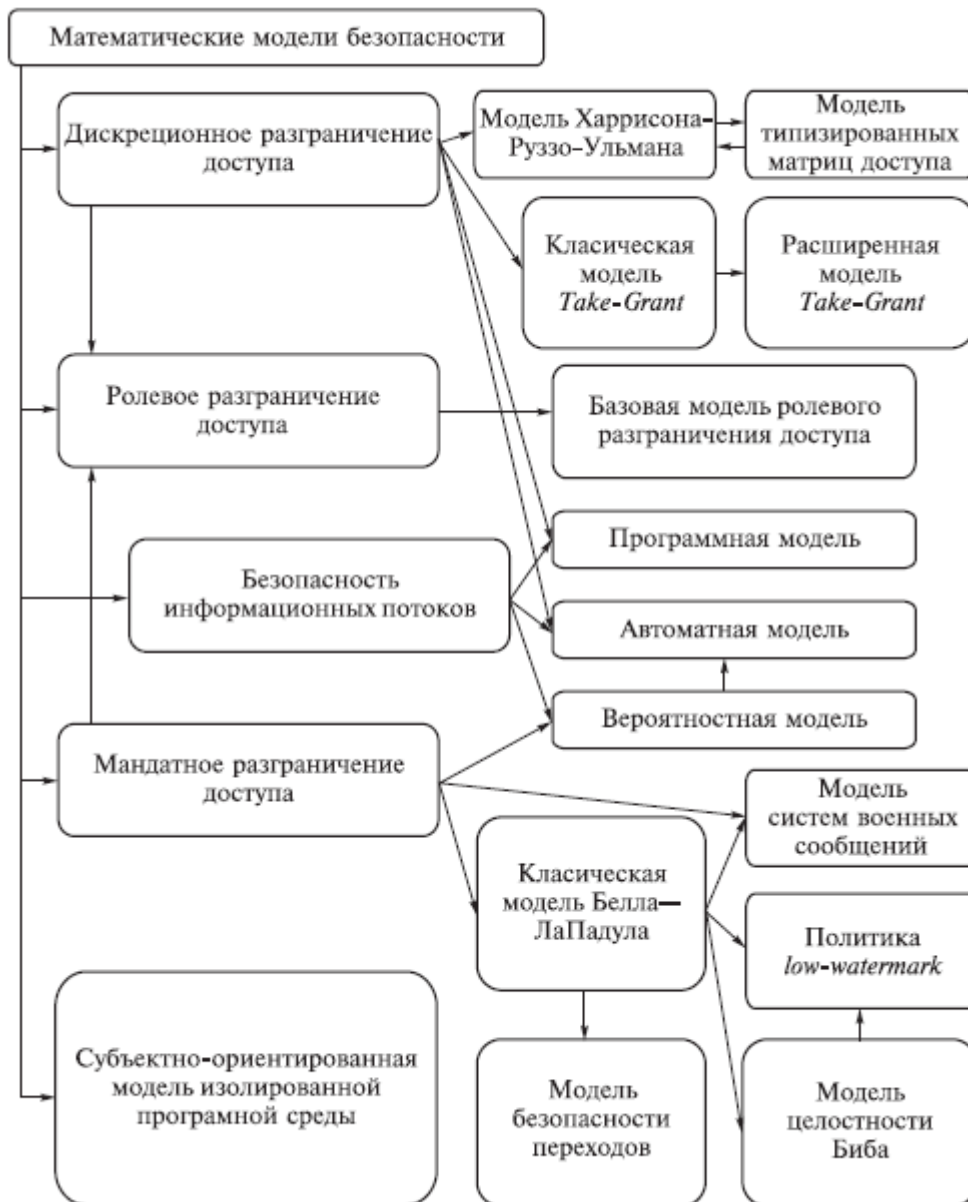 Математические модели безопасности
Дискреционное разграничение
доступа
Модель Харрисона–
Руззо–Ульмана
Модель
типизированных
матриц доступа
Класическая
модель
Take-Grant
Расширенная
модель
Take-Grant
Ролевое разграничение
доступа
Базовая модель ролевого
разграничения доступа
Безопасность
информационных потоков
Программная модель
Автоматная модель
Вероятностная модель
Мандатное разграничение
доступа
Модель
систем военных
сообщений
Класическая
модель Белла—
ЛаПадула
Политика
low-watermark
Субъектно-ориентированная
модель изолированной
програмной среды
Модель
безопасности
переходов
Модель
целостности
Биба